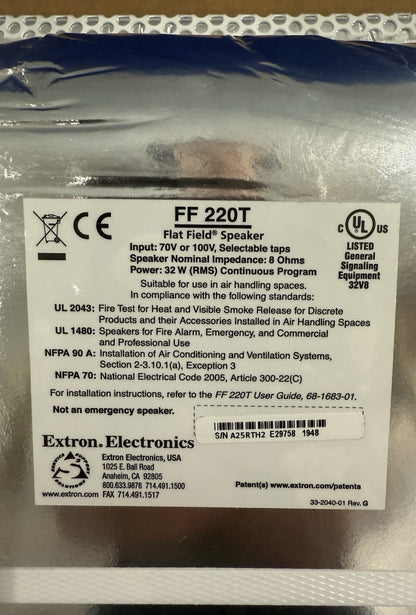 FF 220T
Flat Field® Speaker
Input: 70V or 100V, Selectable taps
Speaker Nominal Impedance: 8 Ohms
Power: 32 W (RMS) Continuous Program
CE
C UL US
LISTED
General
Signaling
Equipment
32V8
Suitable for use in air handling spaces.
In compliance with the following standards:
UL 2043: Fire Test for Heat and Visible Smoke Release for Discrete
Products and their Accessories Installed in Air Handling Spaces
UL 1480: Speakers for Fire Alarm, Emergency, and Commercial
and Professional Use
NFPA 90 A: Installation of Air Conditioning and Ventilation Systems,
Section 2-3.10.1(a), Exception 3
NFPA 70: National Electrical Code 2005, Article 300-22(C)
For installation instructions, refer to the FF 220T User Guide, 68-1683-01.
Not an emergency speaker.
S/N A25RTH2 E29758 1948
Extron Electronics
SERVICE SUPPORT SOLUTIONS
Extron Electronics, USA
1025 E. Ball Road
Anaheim, CA 92805
800.633.9876 714.491.1500
www.extron.com FAX 714.491.1517
Patent(s) www.extron.com/patents
33-2040-01 Rev. G